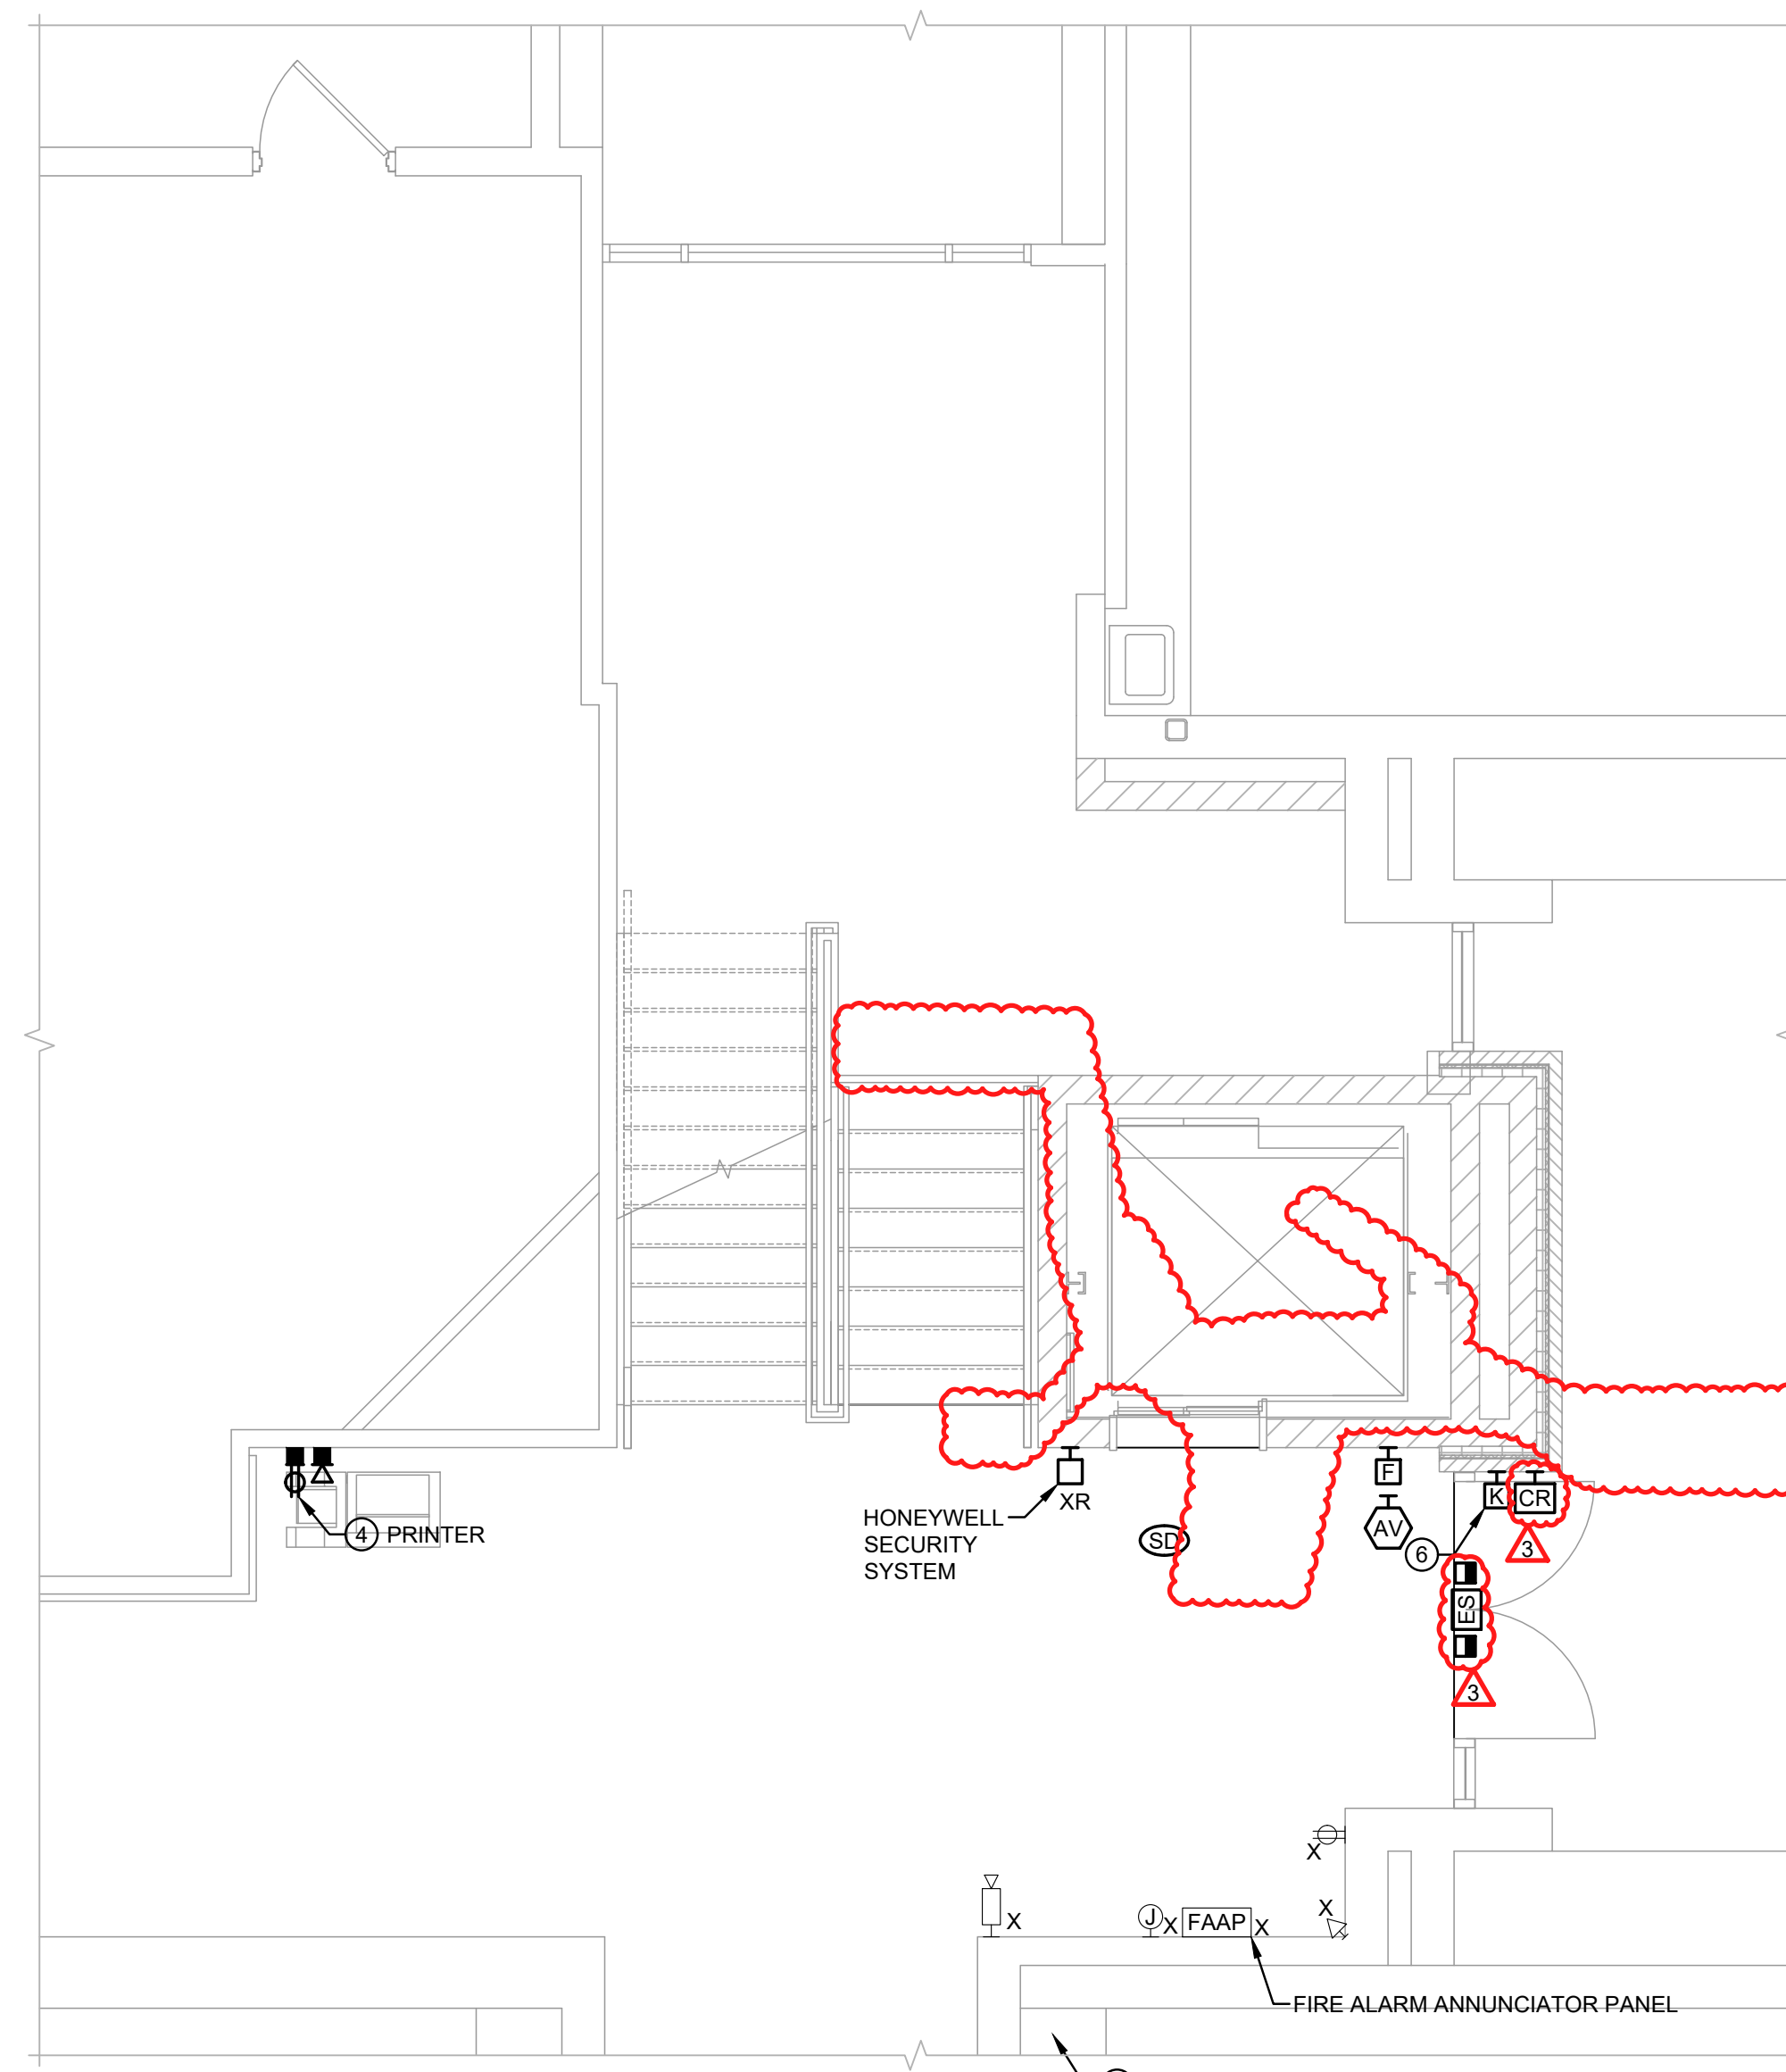 HONEYWELL
SECURITY
SYSTEM
XR
F
AV
SD
K
CR
3
6
ES
3
4 PRINTER
X
X
J
X
FAAP
X
X
FIRE ALARM ANNUNCIATOR PANEL